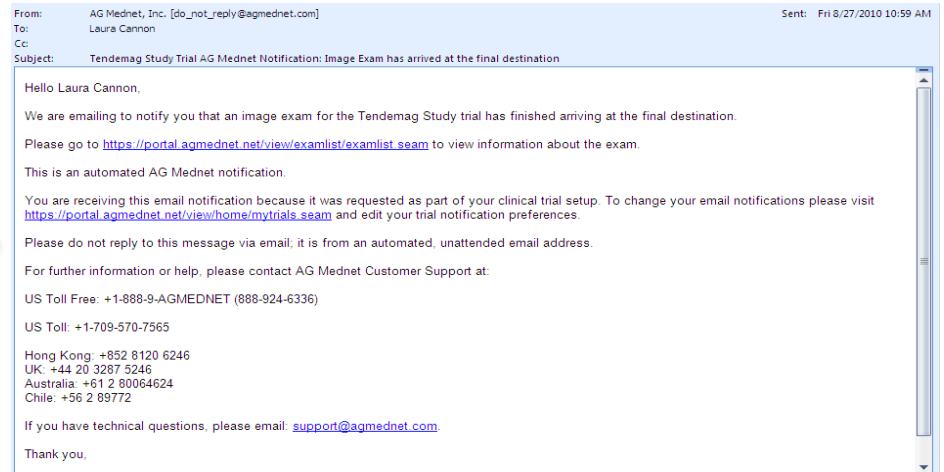 From: AG Mednet, Inc. [do_not_reply@agmednet.com] Sent: Fri 8/27/2010 10:59 AM
To: Laura Cannon
Cc:
Subject: Tendemag Study Trial AG Mednet Notification: Image Exam has arrived at the final destination
Hello Laura Cannon,
We are emailing to notify you that an image exam for the Tendemag Study trial has finished arriving at the final destination.
Please go to https://portal.agmednet.net/view/examlist/examlist.seam to view information about the exam.
This is an automated AG Mednet notification.
You are receiving this email notification because it was requested as part of your clinical trial setup. To change your email notifications please visit
https://portal.agmednet.net/view/home/mytrials.seam and edit your trial notification preferences.
Please do not reply to this message via email; it is from an automated, unattended email address.
For further information or help, please contact AG Mednet Customer Support at:
US Toll Free: +1-888-9-AGMEDNET (888-924-6336)
US Toll: +1-709-570-7565
Hong Kong: +852 8120 6246
UK: +44 20 3287 5246
Australia: +61 2 80064624
Chile: +56 2 89772
If you have technical questions, please email: support@agmednet.com.
Thank you,